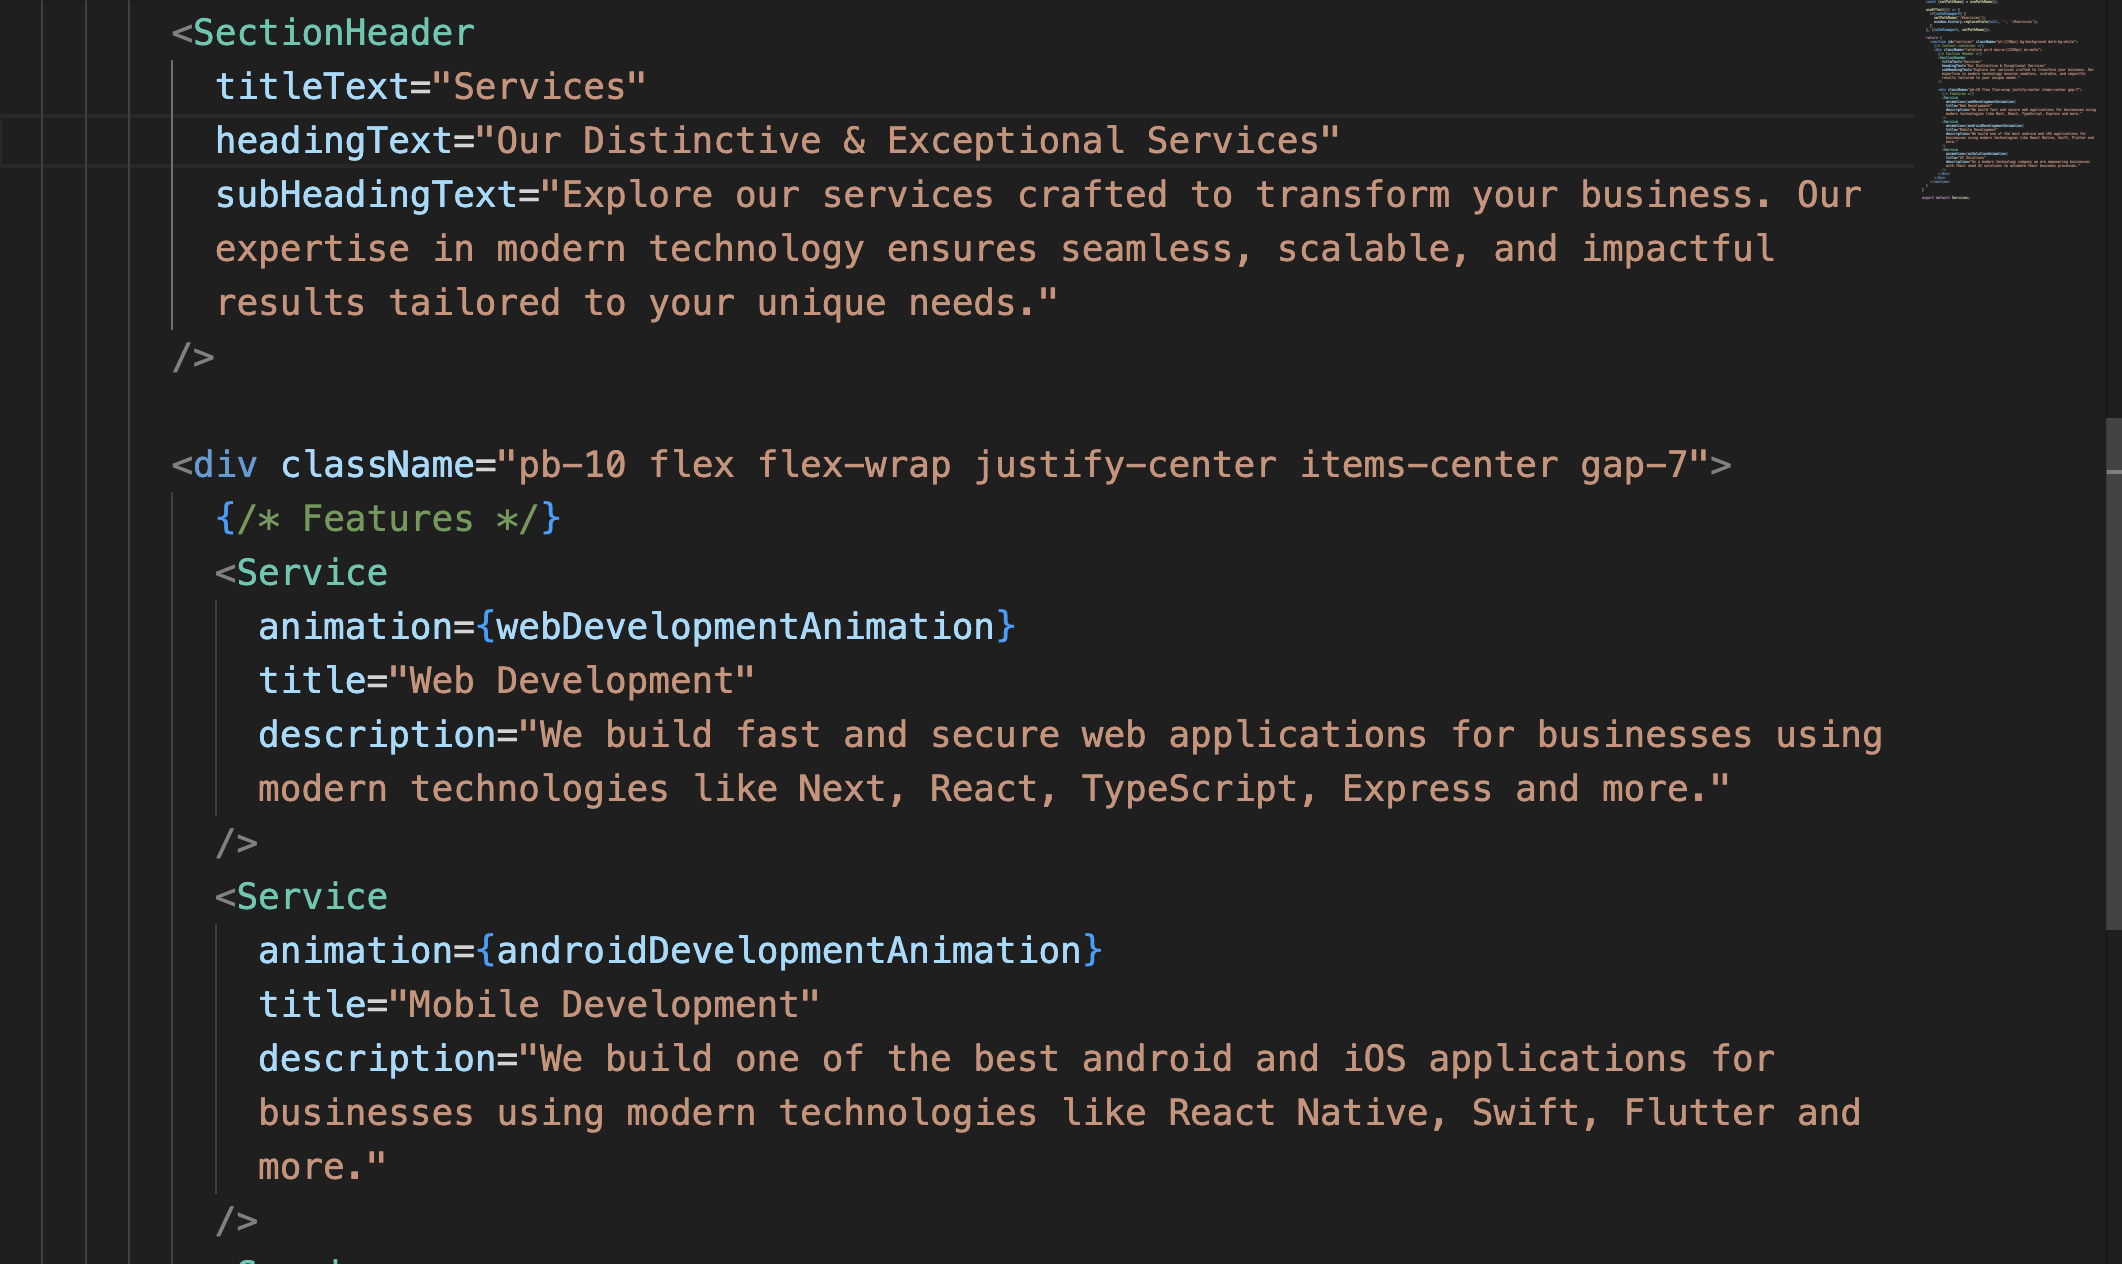 <SectionHeader
titleText="Services"
headingText="Our Distinctive & Exceptional Services"
subHeadingText="Explore our services crafted to transform your business. Our
expertise in modern technology ensures seamless, scalable, and impactful
results tailored to your unique needs."
/>
<div className="pb-10 flex flex-wrap justify-center items-center gap-7">
{/* Features */}
<Service
animation={webDevelopmentAnimation}
title="Web Development"
description="We build fast and secure web applications for businesses using
modern technologies like Next, React, TypeScript, Express and more."
/>
<Service
animation={androidDevelopmentAnimation}
title="Mobile Development"
description="We build one of the best android and iOS applications for
businesses using modern technologies like React Native, Swift, Flutter and
more."
/>